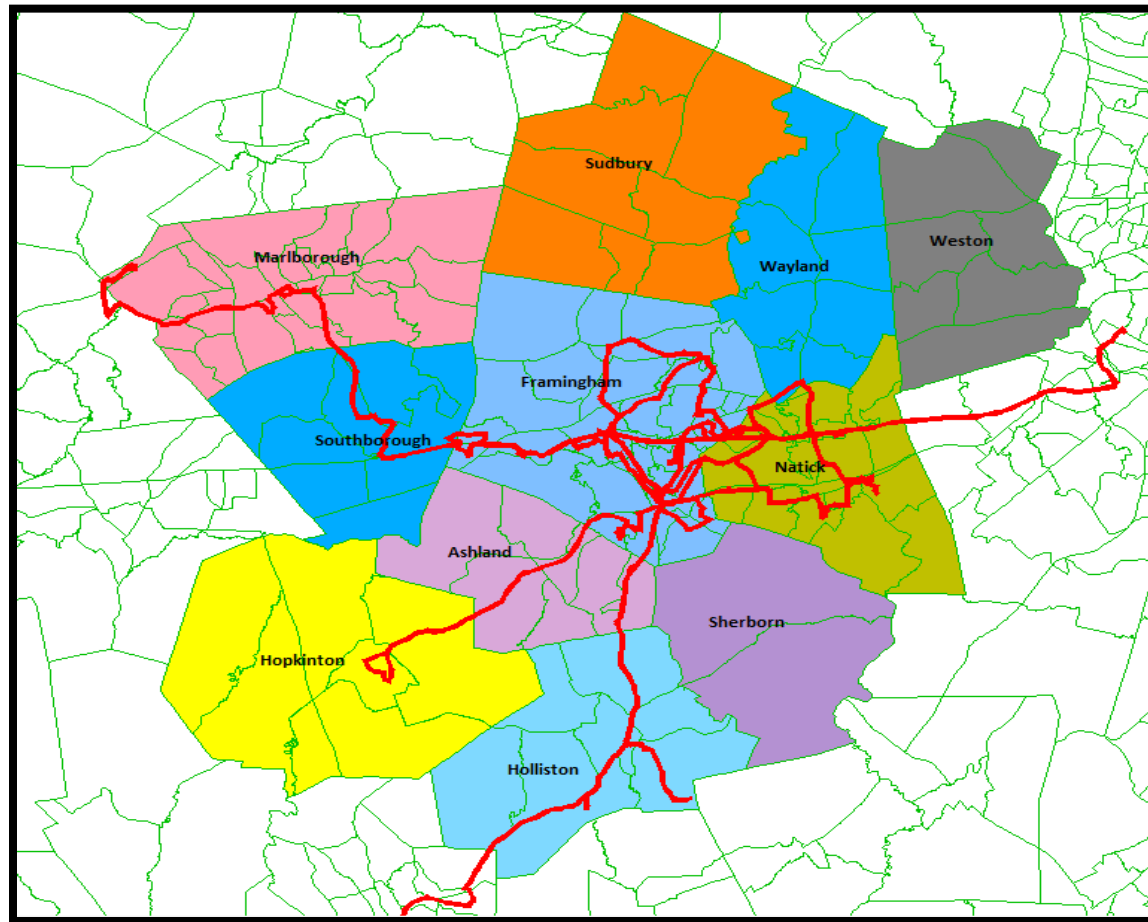 Sudbury
Weston
Marlborough
Wayland
Framingham
Southborough
Natick
Ashland
Sherborn
Hopkinton
Holliston